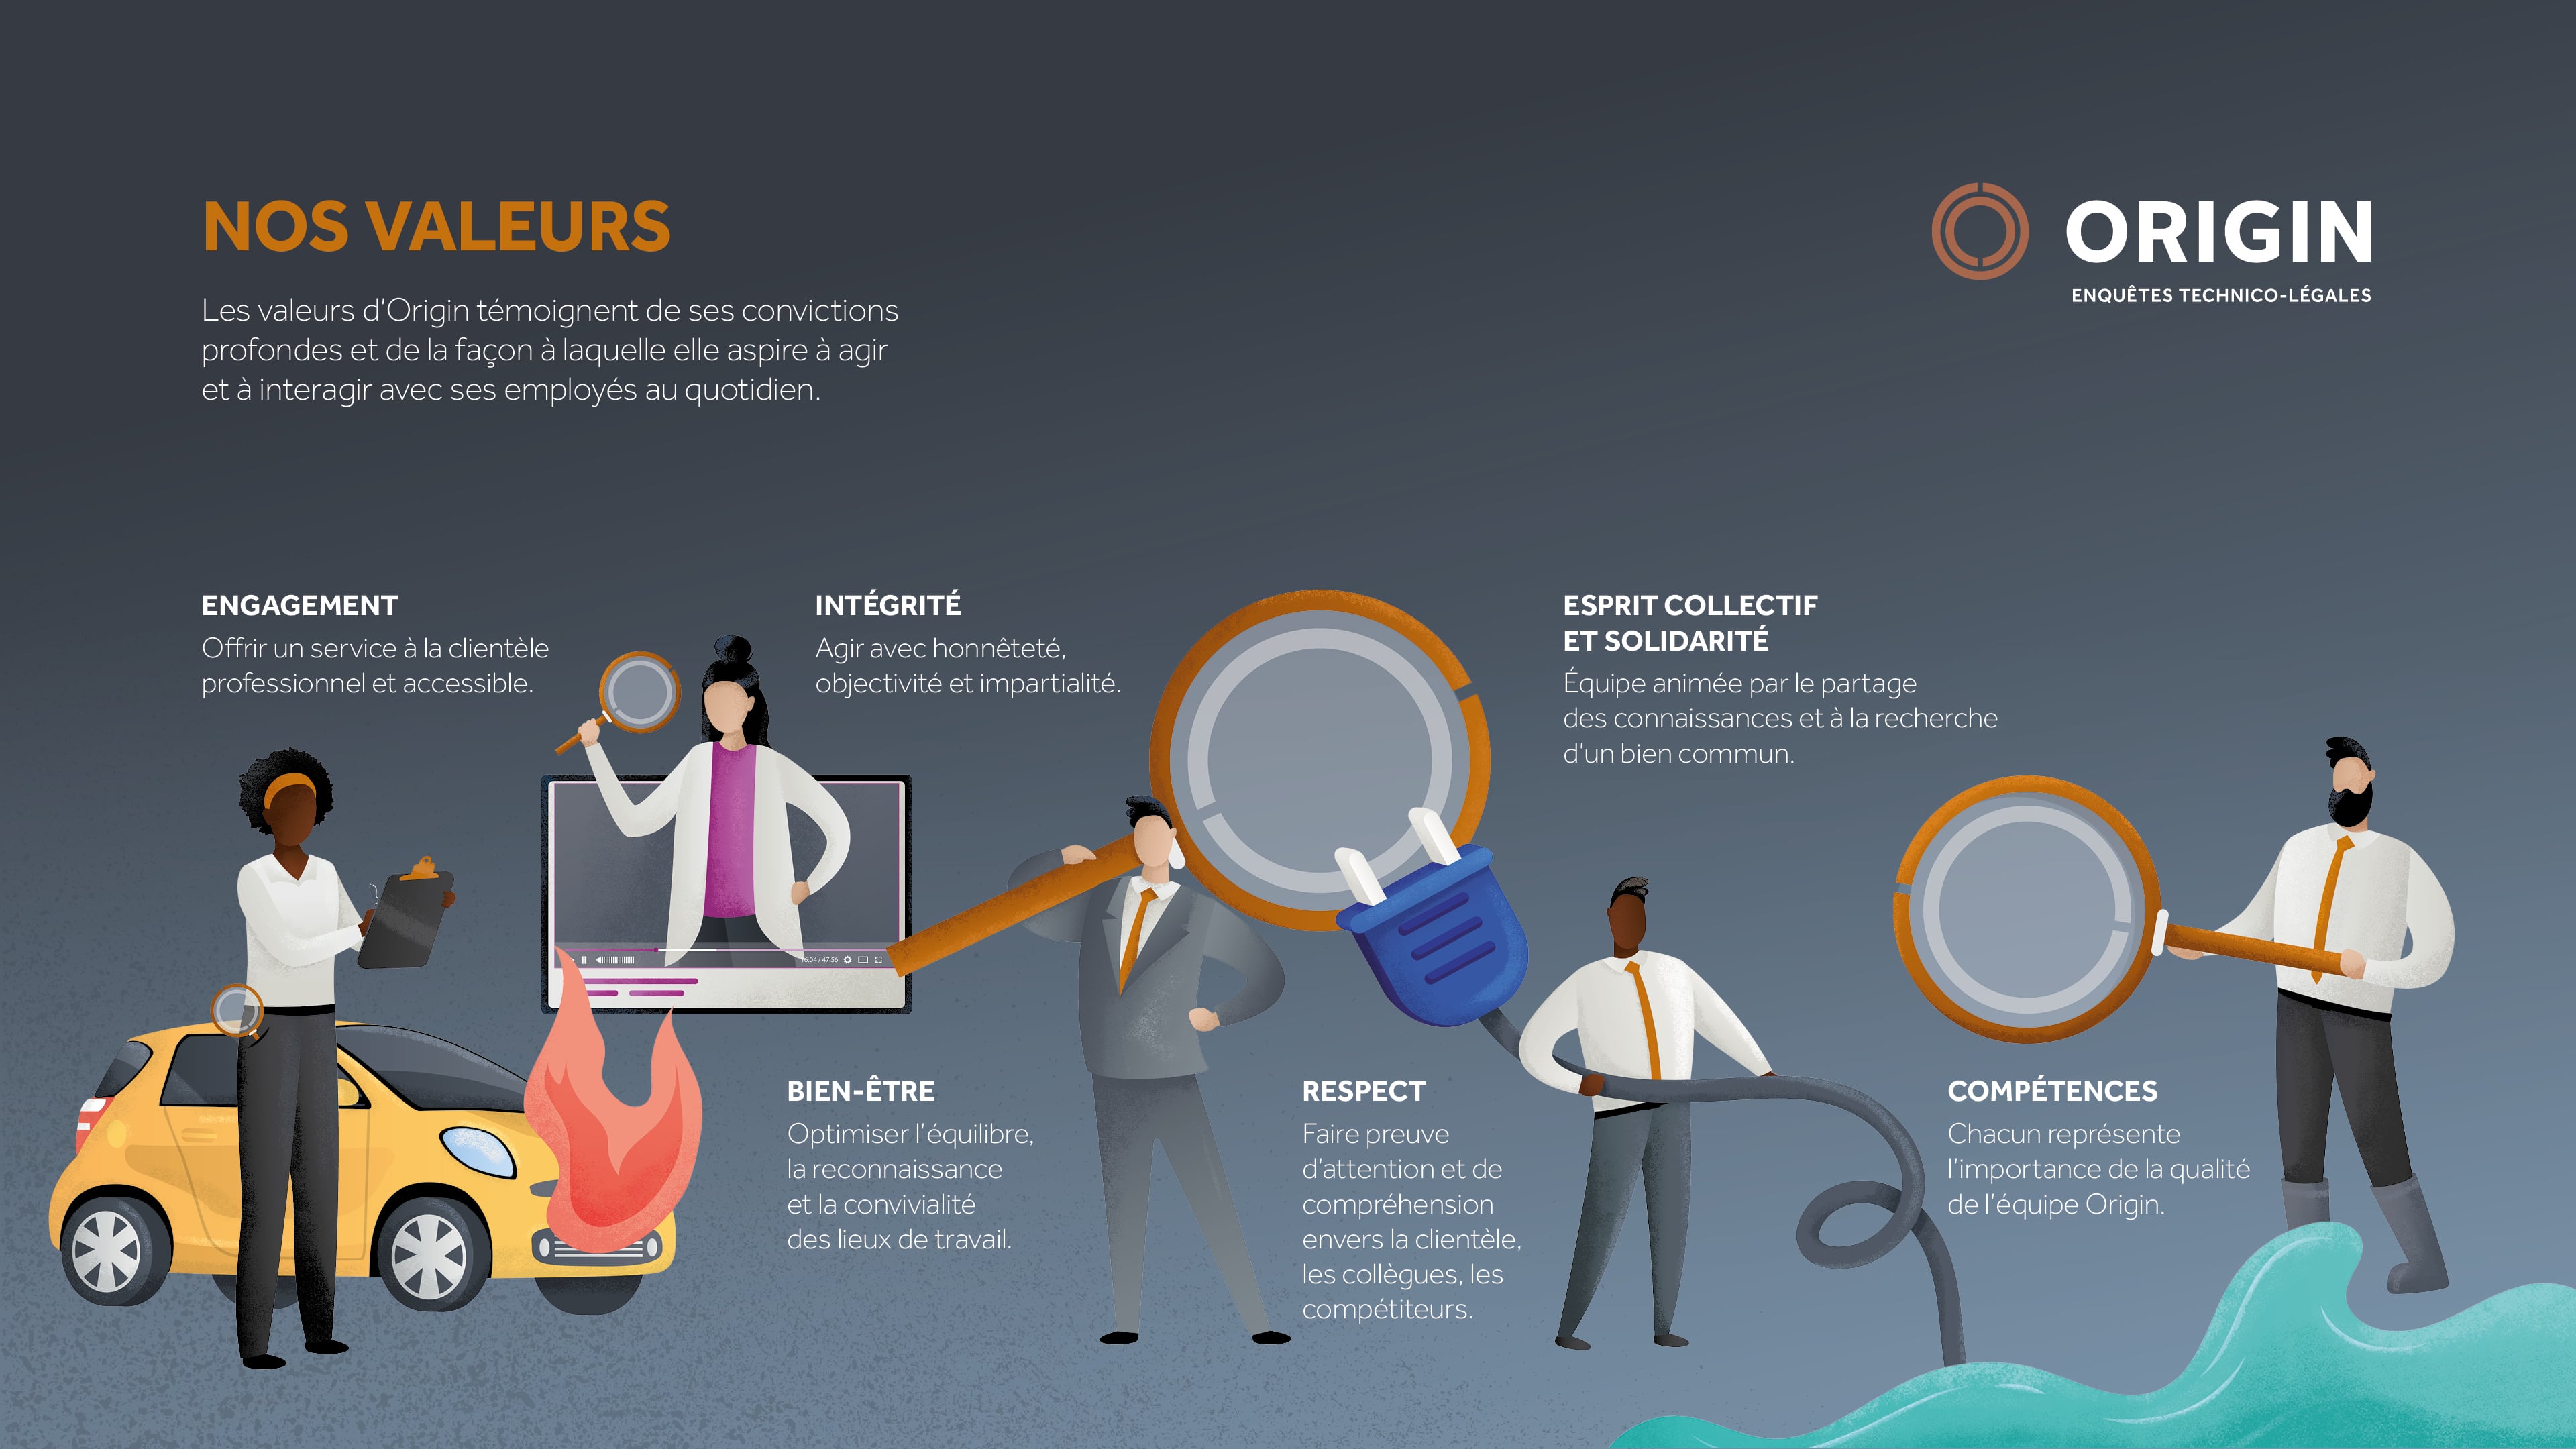 NOS VALEURS
Les valeurs d'Origin témoignent de ses convictions
profondes et de la façon à laquelle elle aspire à agir
et à interagir avec ses employés au quotidien.
ORIGIN
ENQUÊTES TECHNICO-LÉGALES
ENGAGEMENT
Offrir un service à la clientèle
professionnel et accessible.
INTÉGRITÉ
Agir avec honnêteté,
objectivité et impartialité.
ESPRIT COLLECTIF
ET SOLIDARITÉ
Équipe animée par le partage
des connaissances et à la recherche
d'un bien commun.
BIEN-ÊTRE
Optimiser l'équilibre,
la reconnaissance
et la convivialité
des lieux de travail.
RESPECT
Faire preuve
d'attention et de
compréhension
envers la clientèle,
les collègues, les
compétiteurs.
COMPÉTENCES
Chacun représente
l'importance de la qualité
de l'équipe Origin.